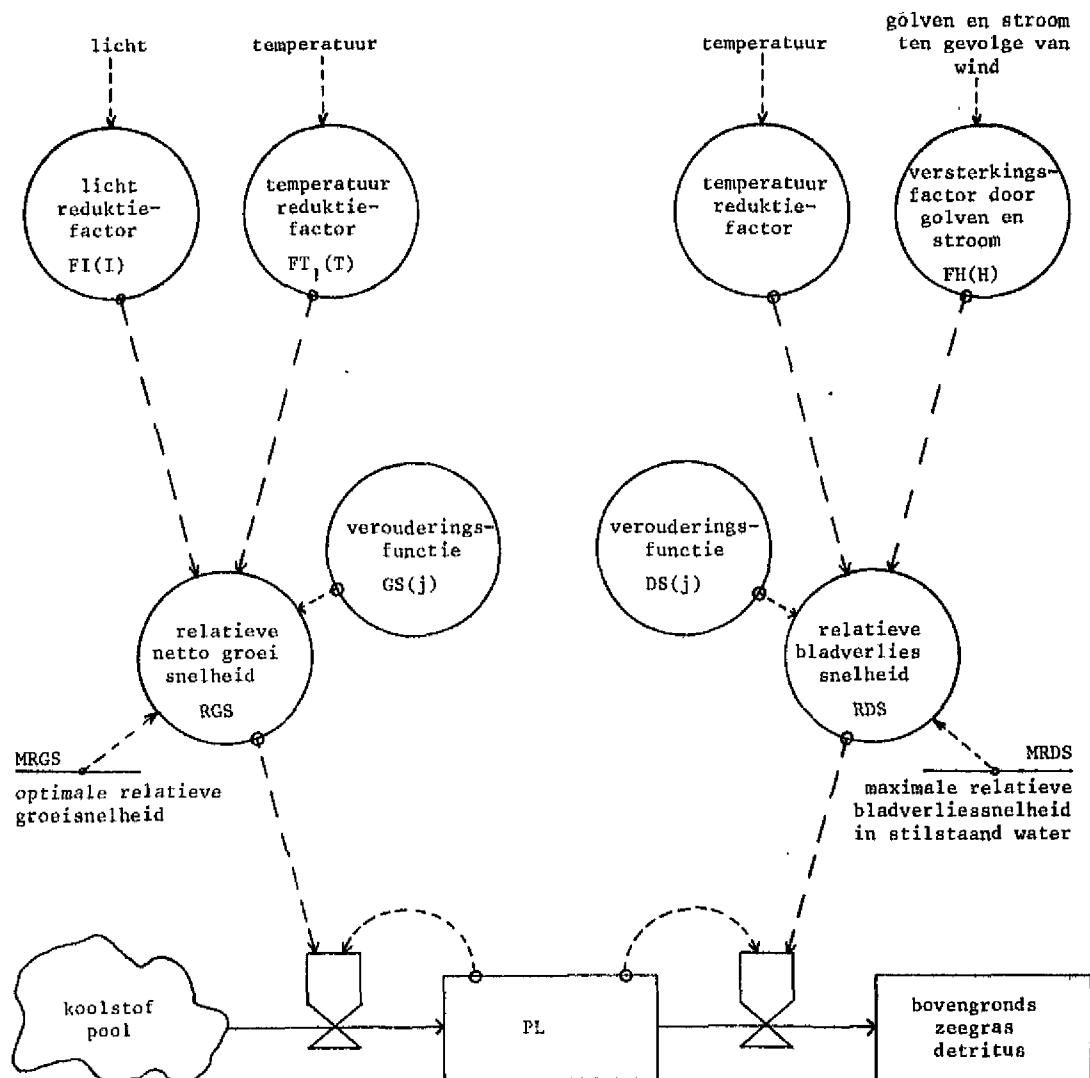 licht
temperatuur
temperatuur
gólven en stroom
ten gevolge van
wind
licht
reduktie-
factor
FI(I)
temperatuur
reduktie-
factor
FT₁(T)
temperatuur
reduktie-
factor
versterkings-
factor door
golven en
stroom
FH(H)
verouderings-
functie
GS(j)
verouderings-
functie
DS(j)
relatieve
netto groei
snelheid
RGS
relatieve
bladverlies
snelheid
RDS
MRGS
optimale relatieve
groeisnelheid
MRDS
maximale relatieve
bladverliessnelheid
in stilstaand water
koolstof
pool
PL
bovengronds
zeegras
detritus